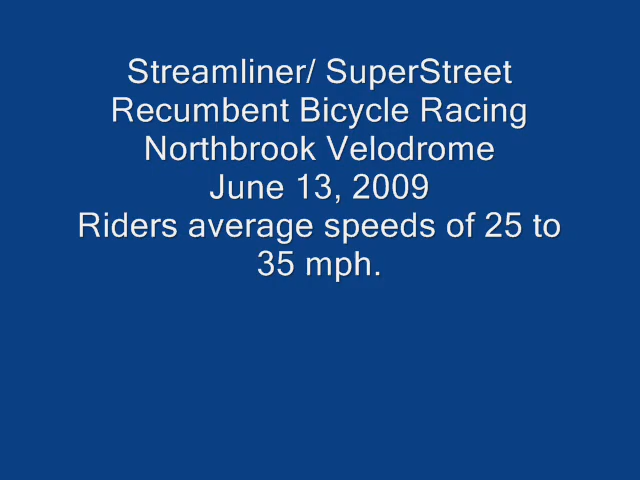 Streamliner/ SuperStreet
Recumbent Bicycle Racing
Northbrook Velodrome
June 13, 2009
Riders average speeds of 25 to
35 mph.